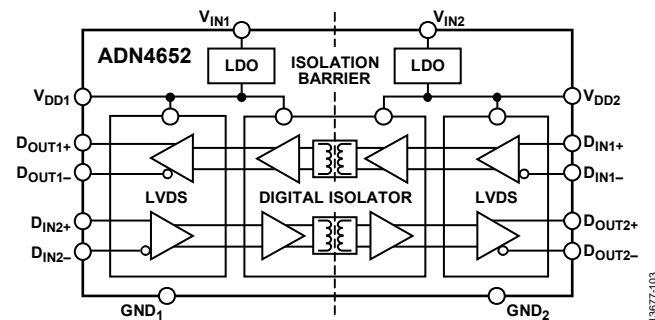 VIN1
VIN2
ADN4652
LDO
ISOLATION
BARRIER
LDO
VDD1
VDD2
DOUT1+
DIN1+
DOUT1–
DIN1–
LVDS
DIGITAL ISOLATOR
LVDS
DIN2+
DOUT2+
DIN2–
DOUT2–
GND1
GND2
13677-103